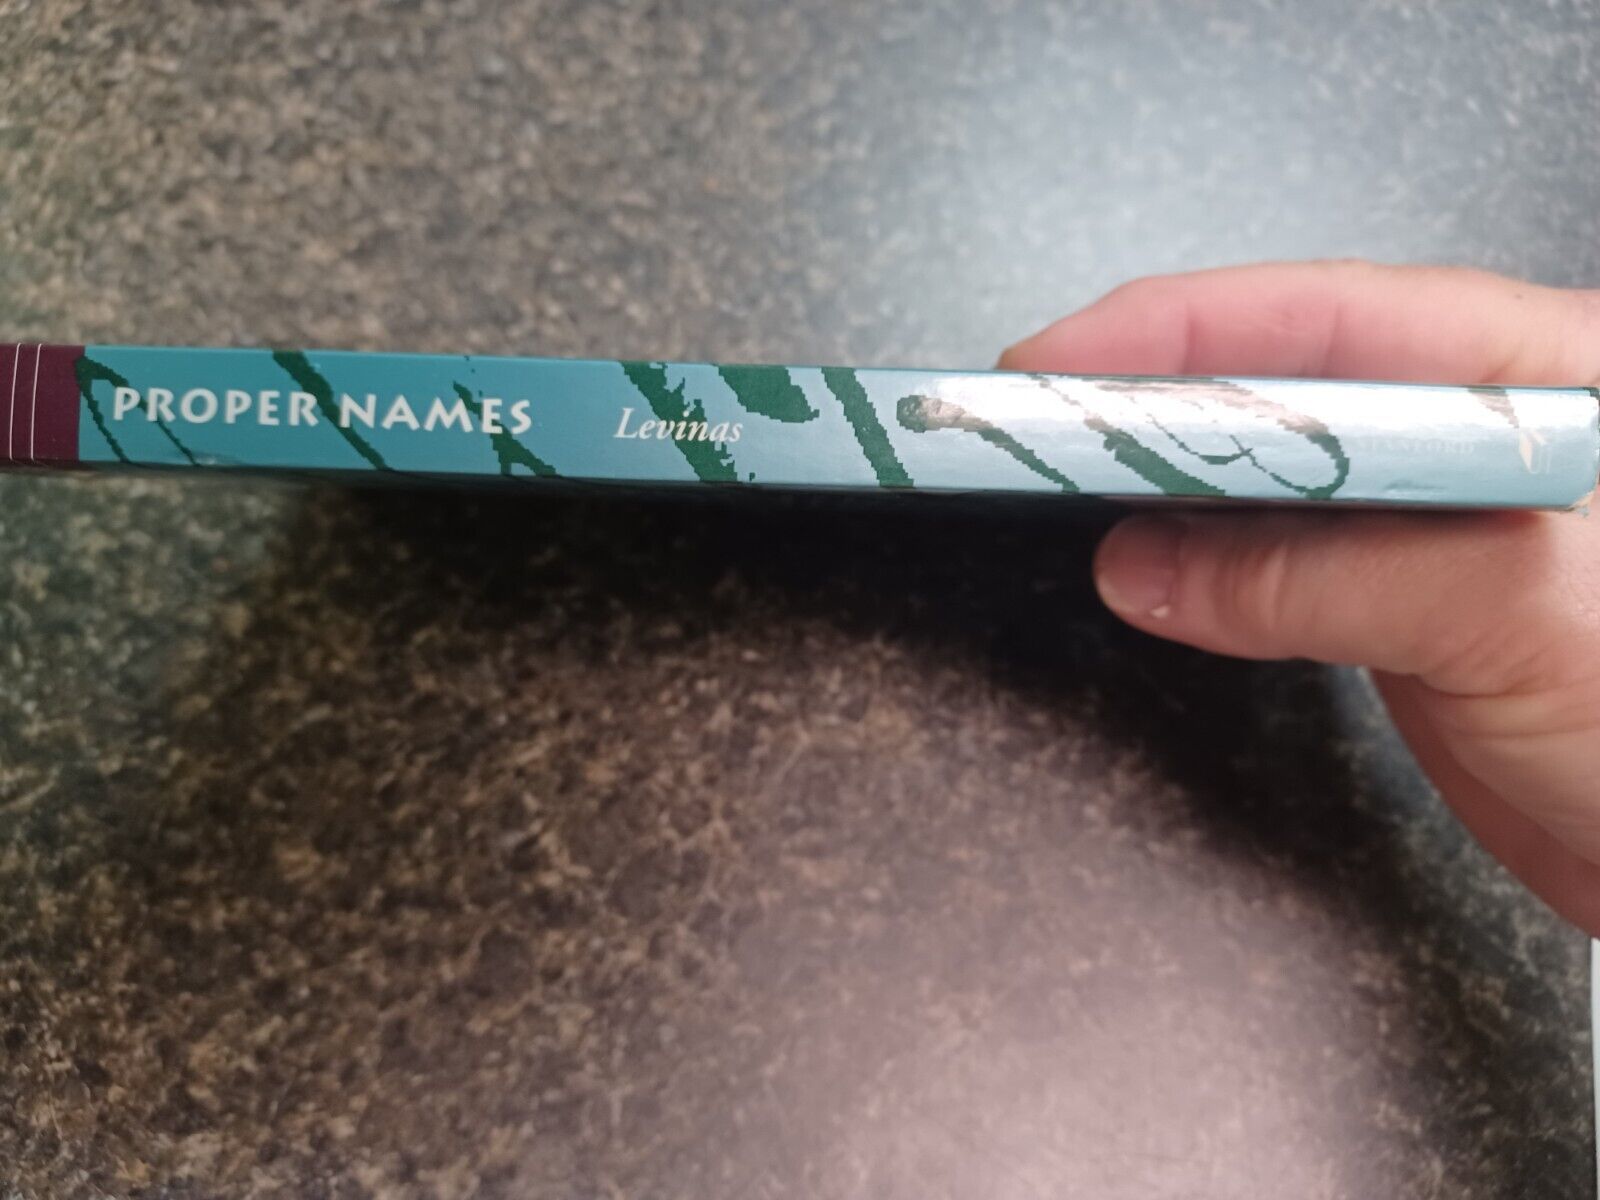 PROPER NAMES
Levinas